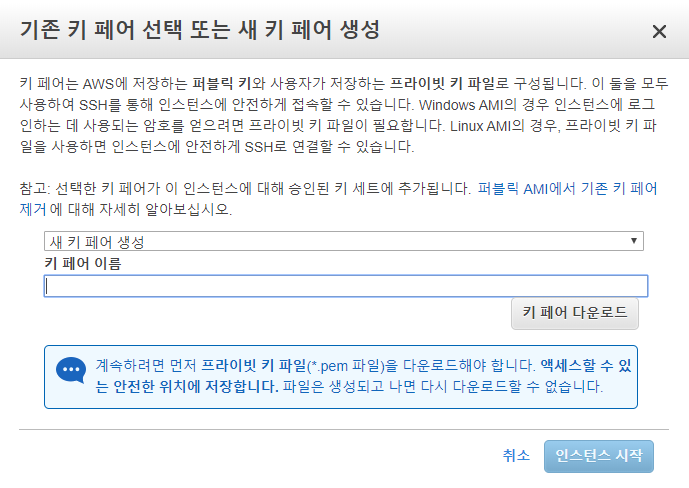 기존 키 페어 선택 또는 새 키 페어 생성
키 페어는 AWS에 저장하는 퍼블릭 키와 사용자가 저장하는 프라이빗 키 파일로 구성됩니다. 이 둘을 모두
사용하여 SSH를 통해 인스턴스에 안전하게 접속할 수 있습니다. Windows AMI의 경우 인스턴스에 로그
인하는 데 사용되는 암호를 얻으려면 프라이빗 키 파일이 필요합니다. Linux AMI의 경우, 프라이빗 키 파
일을 사용하면 인스턴스에 안전하게 SSH로 연결할 수 있습니다.
참고: 선택한 키 페어가 이 인스턴스에 대해 승인된 키 세트에 추가됩니다. 퍼블릭 AMI에서 기존 키 페어
제거에 대해 자세히 알아보십시오.
새 키 페어 생성
키 페어 이름
키 페어 다운로드
계속하려면 먼저 프라이빗 키 파일(*.pem 파일)을 다운로드해야 합니다. 액세스할 수 있
는 안전한 위치에 저장합니다. 파일은 생성되고 나면 다시 다운로드할 수 없습니다.
취소
인스턴스 시작